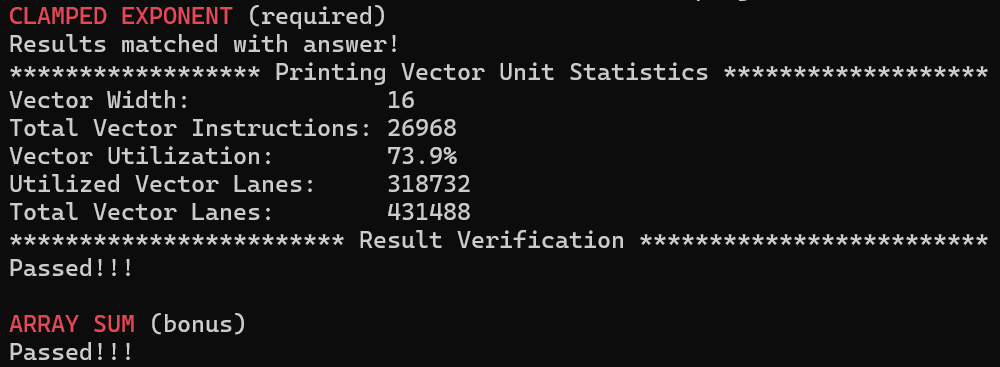 CLAMPED EXPONENT (required)
Results matched with answer!
****************** Printing Vector Unit Statistics *******************
Vector Width:              16
Total Vector Instructions: 26968
Vector Utilization:        73.9%
Utilized Vector Lanes:     318732
Total Vector Lanes:        431488
************************ Result Verification *************************
Passed!!!

ARRAY SUM (bonus)
Passed!!!